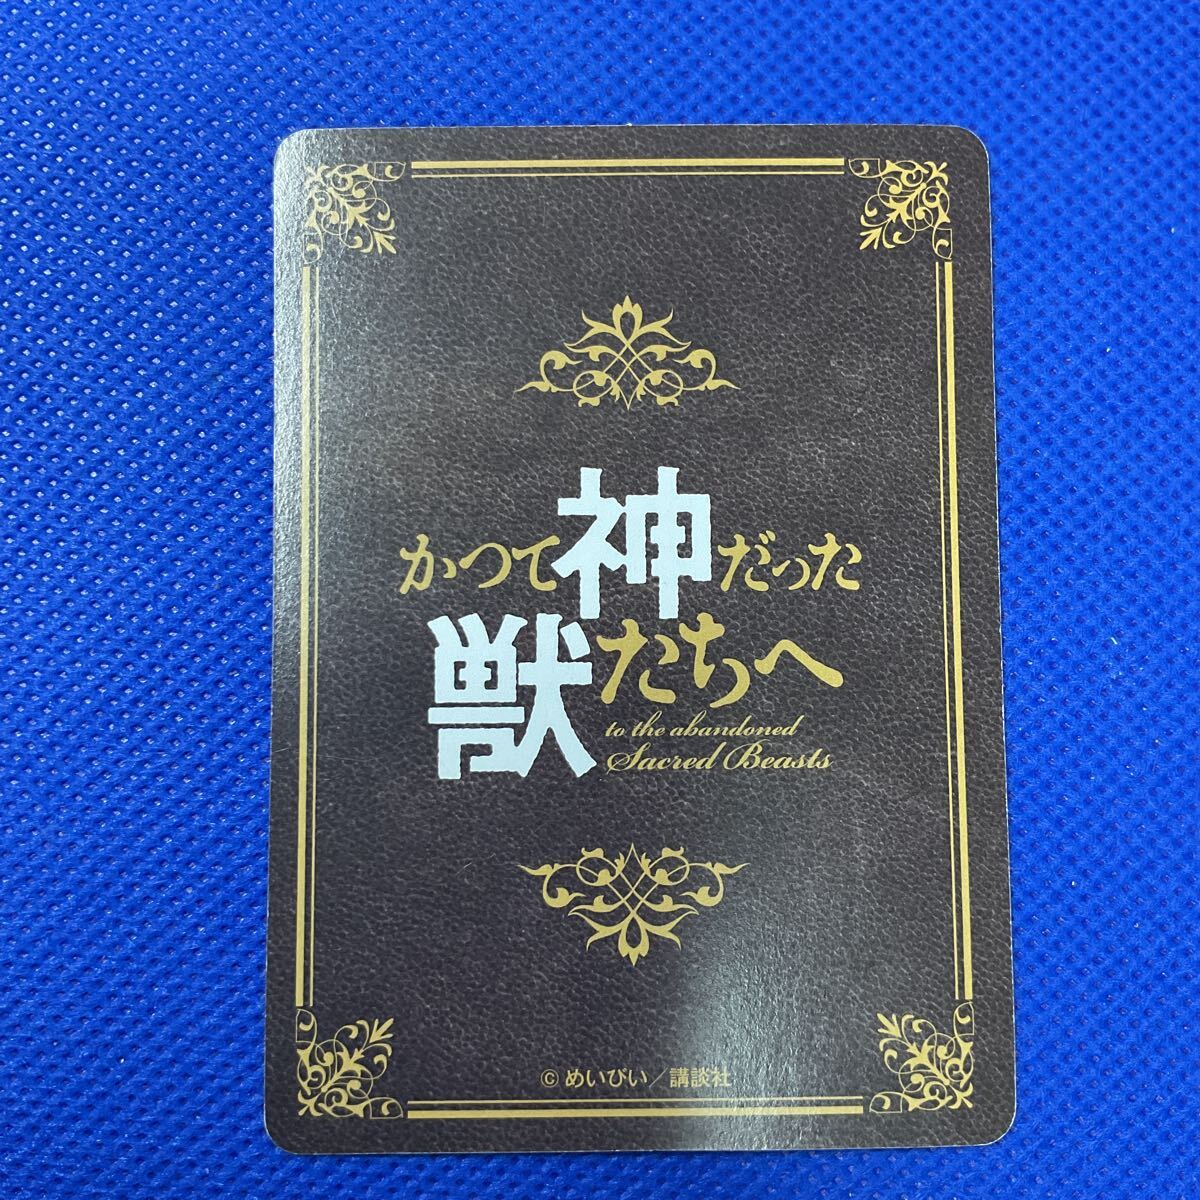 かつて神だった
獣たちへ
to the abandoned
Sacred Beasts
© めいびい／講談社